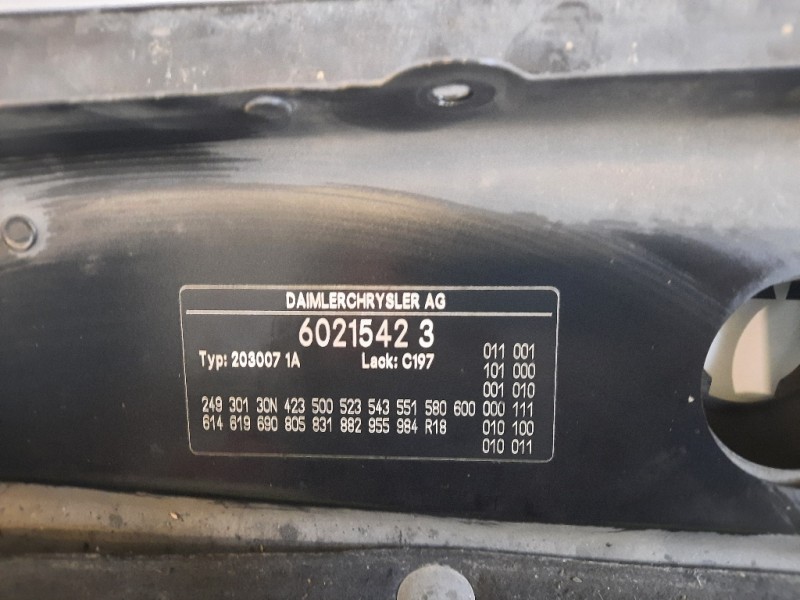 DAIMLERCHRYSLER AG
6021542 3
Typ: 203007 1A Lack: C197
011 001
101 000
001 010
249 301 30N 423 500 523 543 551 580 600 000 111
614 619 690 805 831 882 955 984 R18 010 100
010 011